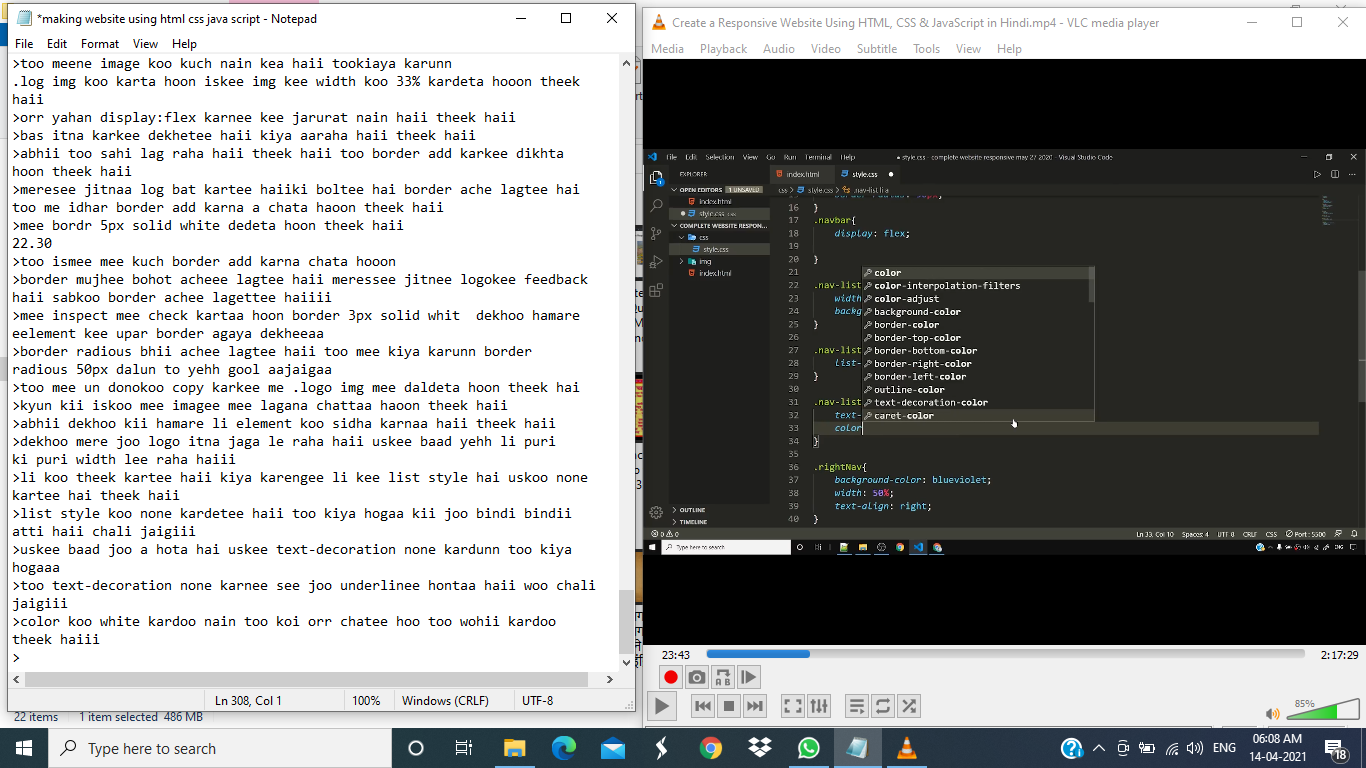 *making website using html css java script - Notepad
File Edit Format View Help
>too meene image koo kuch nain kea haii tookiaya karunn
.log img koo karta hoon iskee img kee width koo 33% kardeta hooon theek
haii
>orr yahan display:flex karnee kee jarurat nain haii theek haii
>bas itna karkee dekhetee haii kiya aaraha haii theek haii
>abhii too sahi lag raha haii theek haii too border add karkee dikhta
hoon theek haii
>meresee jitnaa log bat kartee haiiki boltee hai border ache lagtee hai
too me idhar border add karna a chata haoon theek haii
>mee bordr 5px solid white dedeta hoon theek haii
22.30
>too ismee mee kuch border add karna chata hooon
>border mujhee bohot acheee lagtee haii meressee jitnee logokee feedback
haii sabkoo border achee lagettee haiiii
>mee inspect mee check kartaa hoon border 3px solid whit  dekhoo hamare
eelement kee upar border agaya dekheeaa
>border radious bhii achee lagtee haii too mee kiya karunn border
radious 50px dalun to yehh gool aajaigaa
>too mee un donokoo copy karkee me .logo img mee daldeta hoon theek hai
>kyun kii iskoo mee imagee mee lagana chattaa haoon theek haii
>abhii dekhoo kii hamare li element koo sidha karnaa haii theek haii
>dekhoo mere joo logo itna jaga le raha haii uskee baad yehh li puri
ki puri width lee raha haiii
>li koo theek kartee haii kiya karengee li kee list style hai uskoo none
kartee hai theek haii
>list style koo none kardetee haii too kiya hogaa kii joo bindi bindii
atti haii chali jaigiii
>uskee baad joo a hota hai uskee text-decoration none kardunn too kiya
hogaaa
>too text-decoration none karnee see joo underlinee hontaa haii woo chali
jaigiii
>color koo white kardoo nain too koi orr chatee hoo too wohii kardoo
theek haiii
>
Ln 308, Col 1 100% Windows (CRLF) UTF-8
22 items 1 item selected 486 MB
Create a Responsive Website Using HTML, CSS & JavaScript in Hindi.mp4 - VLC media player
Media Playback Audio Video Subtitle Tools View Help
File Edit Selection View Go Run Terminal Help
● style.css - complete website responsive may 27 2020 - Visual Studio Code
EXPLORER
OPEN EDITORS 1 UNSAVED
index.html
style.css css
COMPLETE WEBSITE RESPON...
css
style.css
img
index.html
OUTLINE
TIMELINE
index.html style.css
css > style.css > .nav-list li a
16 }
17 .navbar{
18 display: flex;
19
20 }
21
22 .nav-list
23 width
24 backg
25 }
26
27 .nav-list
28 list-
29 }
30
31 .nav-list
32 text-
33 color
34 }
35
36 .rightNav{
37 background-color: blueviolet;
38 width: 50%;
39 text-align: right;
40 }
color
color-interpolation-filters
color-adjust
background-color
border-color
border-top-color
border-bottom-color
border-right-color
border-left-color
outline-color
text-decoration-color
caret-color
0 0
Ln 33, Col 10 Spaces: 4 UTF-8 CRLF CSS Port : 5500
Type here to search
23:43 2:17:29
85%
Type here to search
ENG
06:08 AM
14-04-2021
18